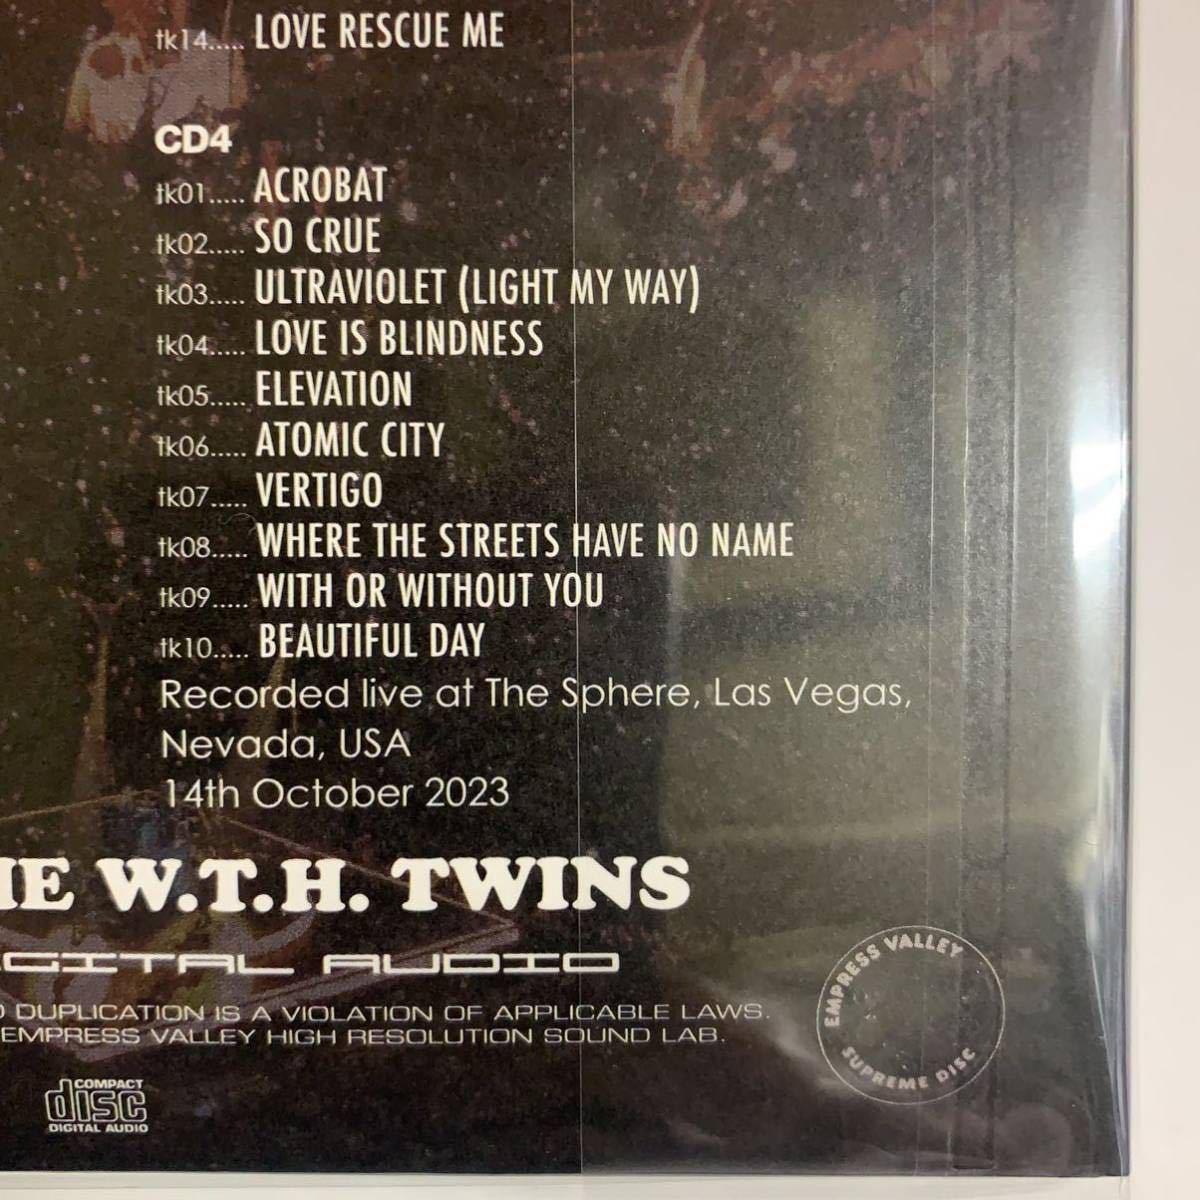 tk14..... LOVE RESCUE ME
CD4
tk01..... ACROBAT
tk02..... SO CRUE
tk03..... ULTRAVIOLET (LIGHT MY WAY)
tk04..... LOVE IS BLINDNESS
tk05..... ELEVATION
tk06..... ATOMIC CITY
tk07..... VERTIGO
tk08..... WHERE THE STREETS HAVE NO NAME
tk09..... WITH OR WITHOUT YOU
tk10..... BEAUTIFUL DAY
Recorded live at The Sphere, Las Vegas,
Nevada, USA
14th October 2023
W.T.H. TWINS
AUDIO
DUPLICATION IS A VIOLATION OF APPLICABLE LAWS.
EMPRESS VALLEY HIGH RESOLUTION SOUND LAB.
EMPRESS VALLEY
SUPREME DISC
COMPACT
disc
DIGITAL AUDIO